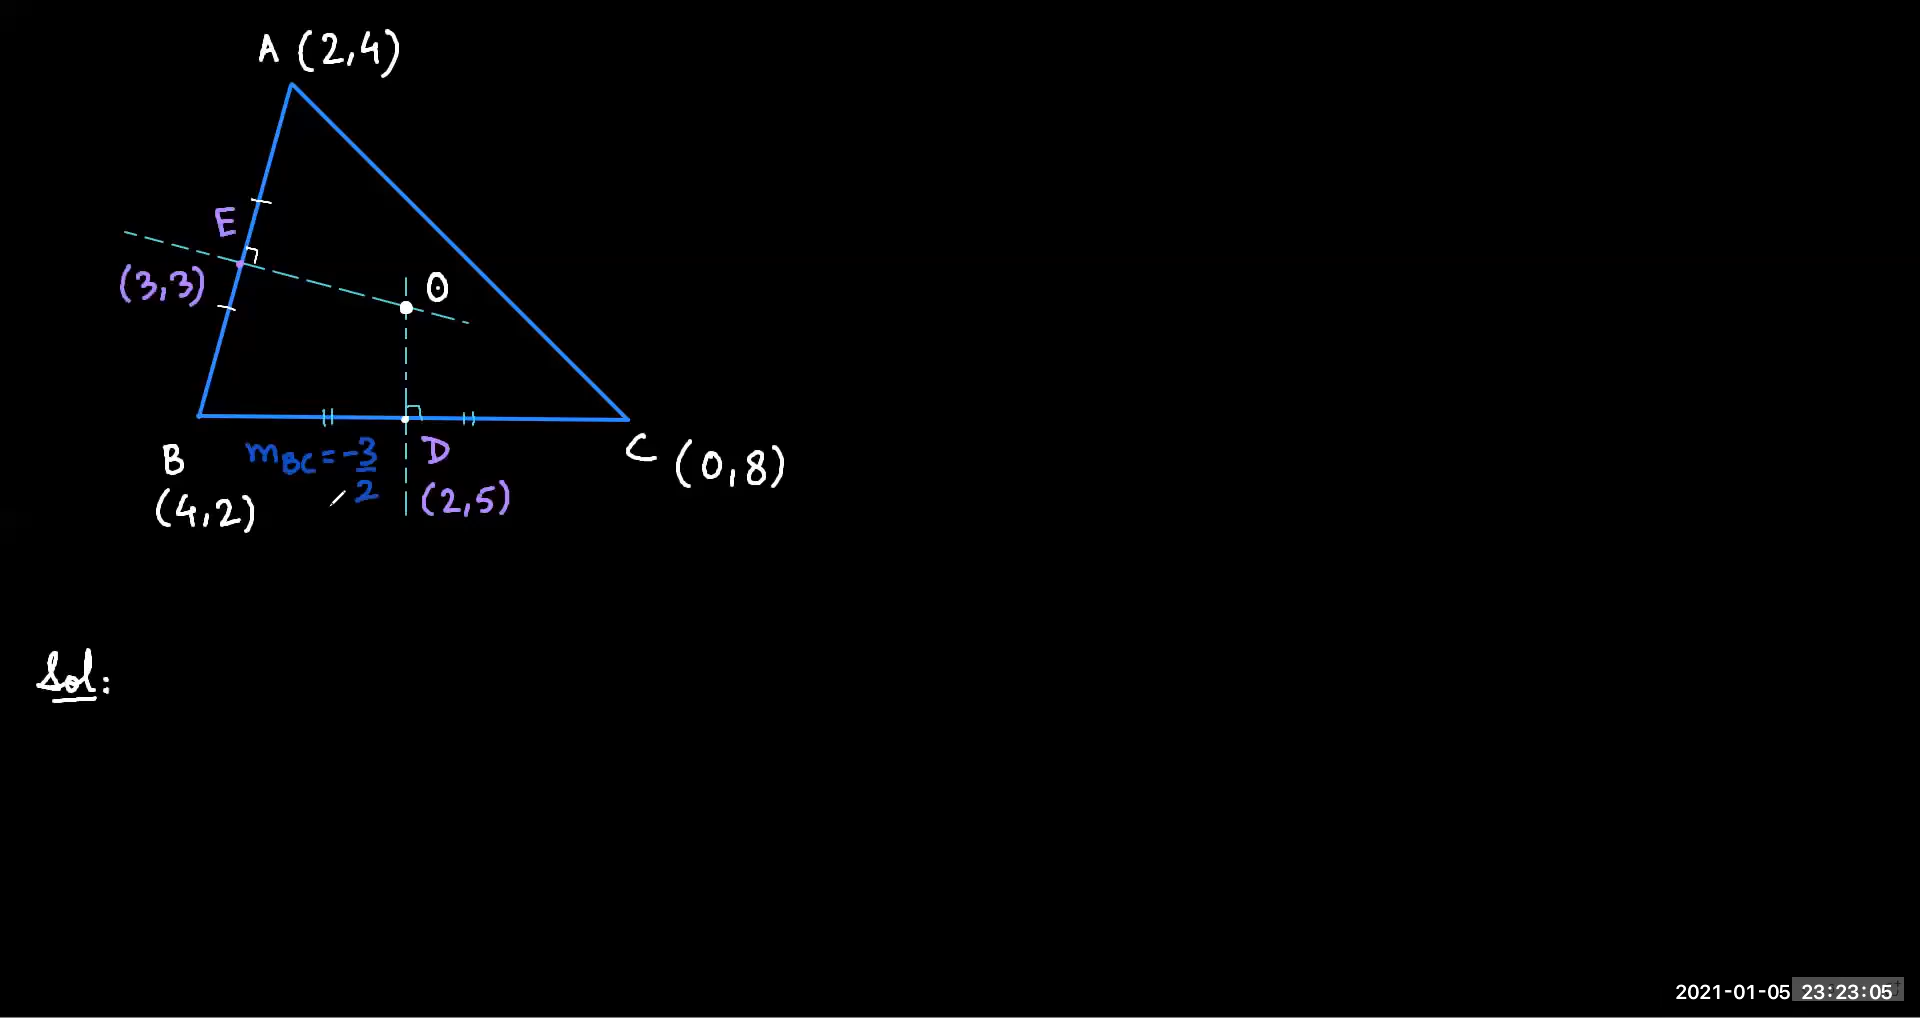 A (2,4)
E
(3,3)
O
B
(4,2)
m_BC = -3/2
D
(2,5)
C (0,8)
Sol:
2021-01-05 23:23:05